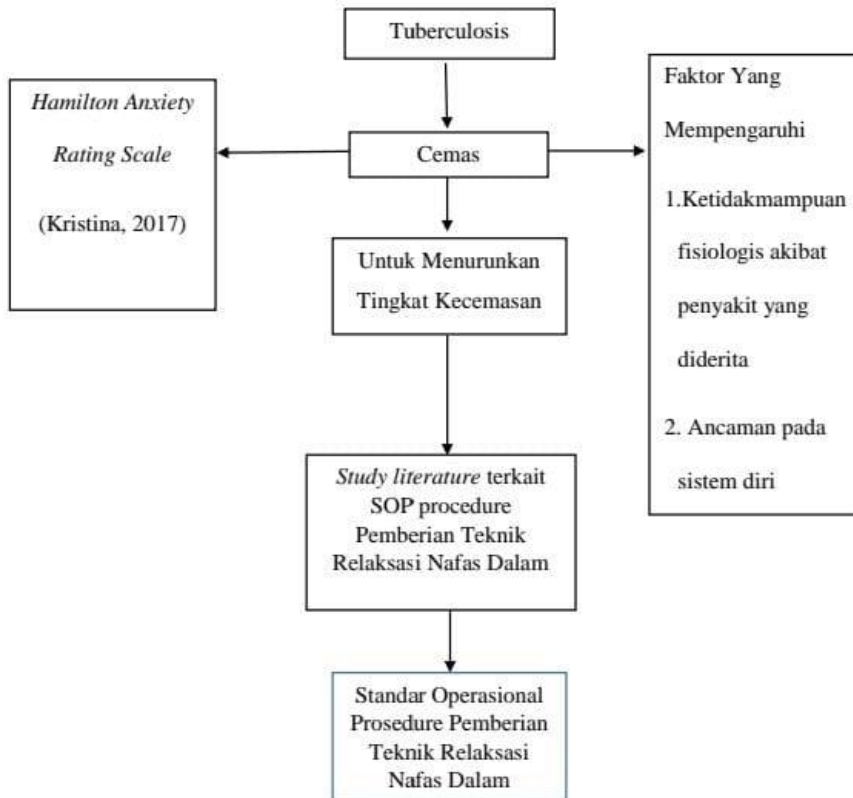 Tuberculosis
Hamilton Anxiety
Rating Scale
(Kristina, 2017)
Cemas
Faktor Yang
Mempengaruhi
1.Ketidakmampuan
fisiologis akibat
penyakit yang
diderita
2. Ancaman pada
sistem diri
Untuk Menurunkan
Tingkat Kecemasan
Study literature terkait
SOP procedure
Pemberian Teknik
Relaksasi Nafas Dalam
Standar Operasional
Prosedure Pemberian
Teknik Relaksasi
Nafas Dalam